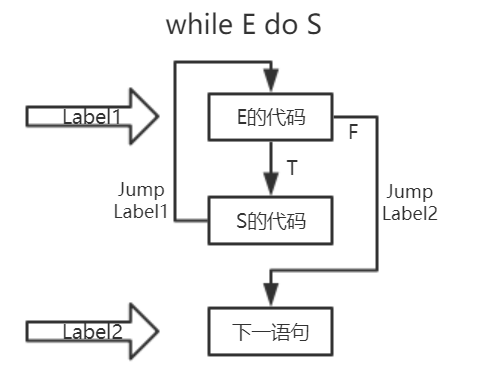 while E do S
Label1
E的代码
F
T
Jump
Label1
Jump
Label2
S的代码
Label2
下一语句